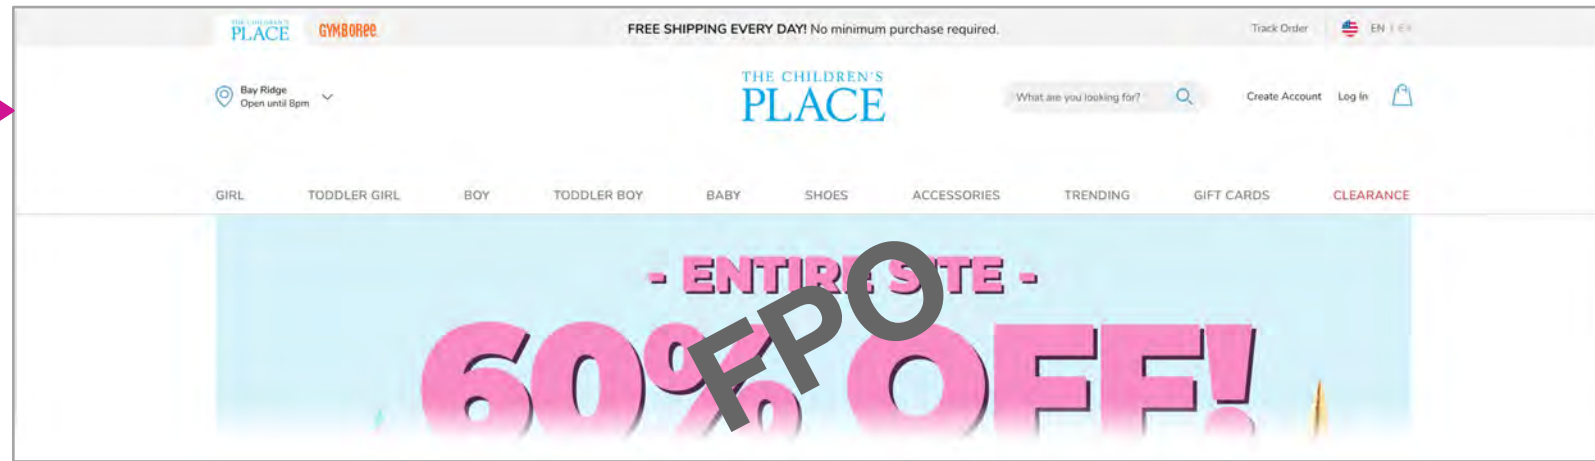 THE CHILDREN'S
PLACE
GYMBOREE
FREE SHIPPING EVERY DAY! No minimum purchase required.
Track Order
EN
Bay Ridge
Open until 8pm
THE CHILDREN'S
PLACE
What are you looking for?
Create Account Log In
GIRL TODDLER GIRL BOY TODDLER BOY BABY SHOES ACCESSORIES TRENDING GIFT CARDS CLEARANCE
- ENTIRE SITE -
60% OFF!
FPO